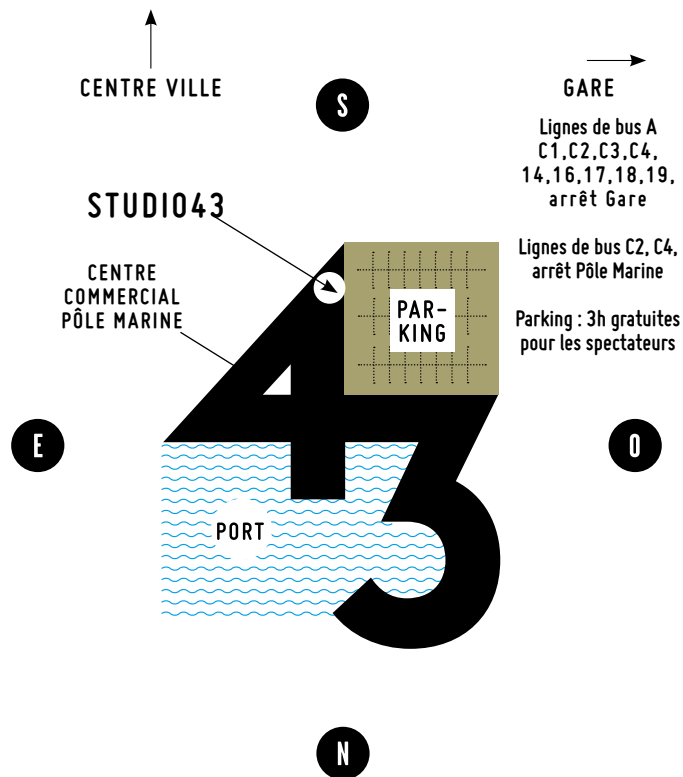 CENTRE VILLE
S
GARE
Lignes de bus A
C1,C2,C3,C4,
14,16,17,18,19,
arrêt Gare
STUDIO43
Lignes de bus C2, C4,
arrêt Pôle Marine
CENTRE
COMMERCIAL
PÔLE MARINE
PAR-
KING
Parking : 3h gratuites
pour les spectateurs
43
E
O
PORT
N